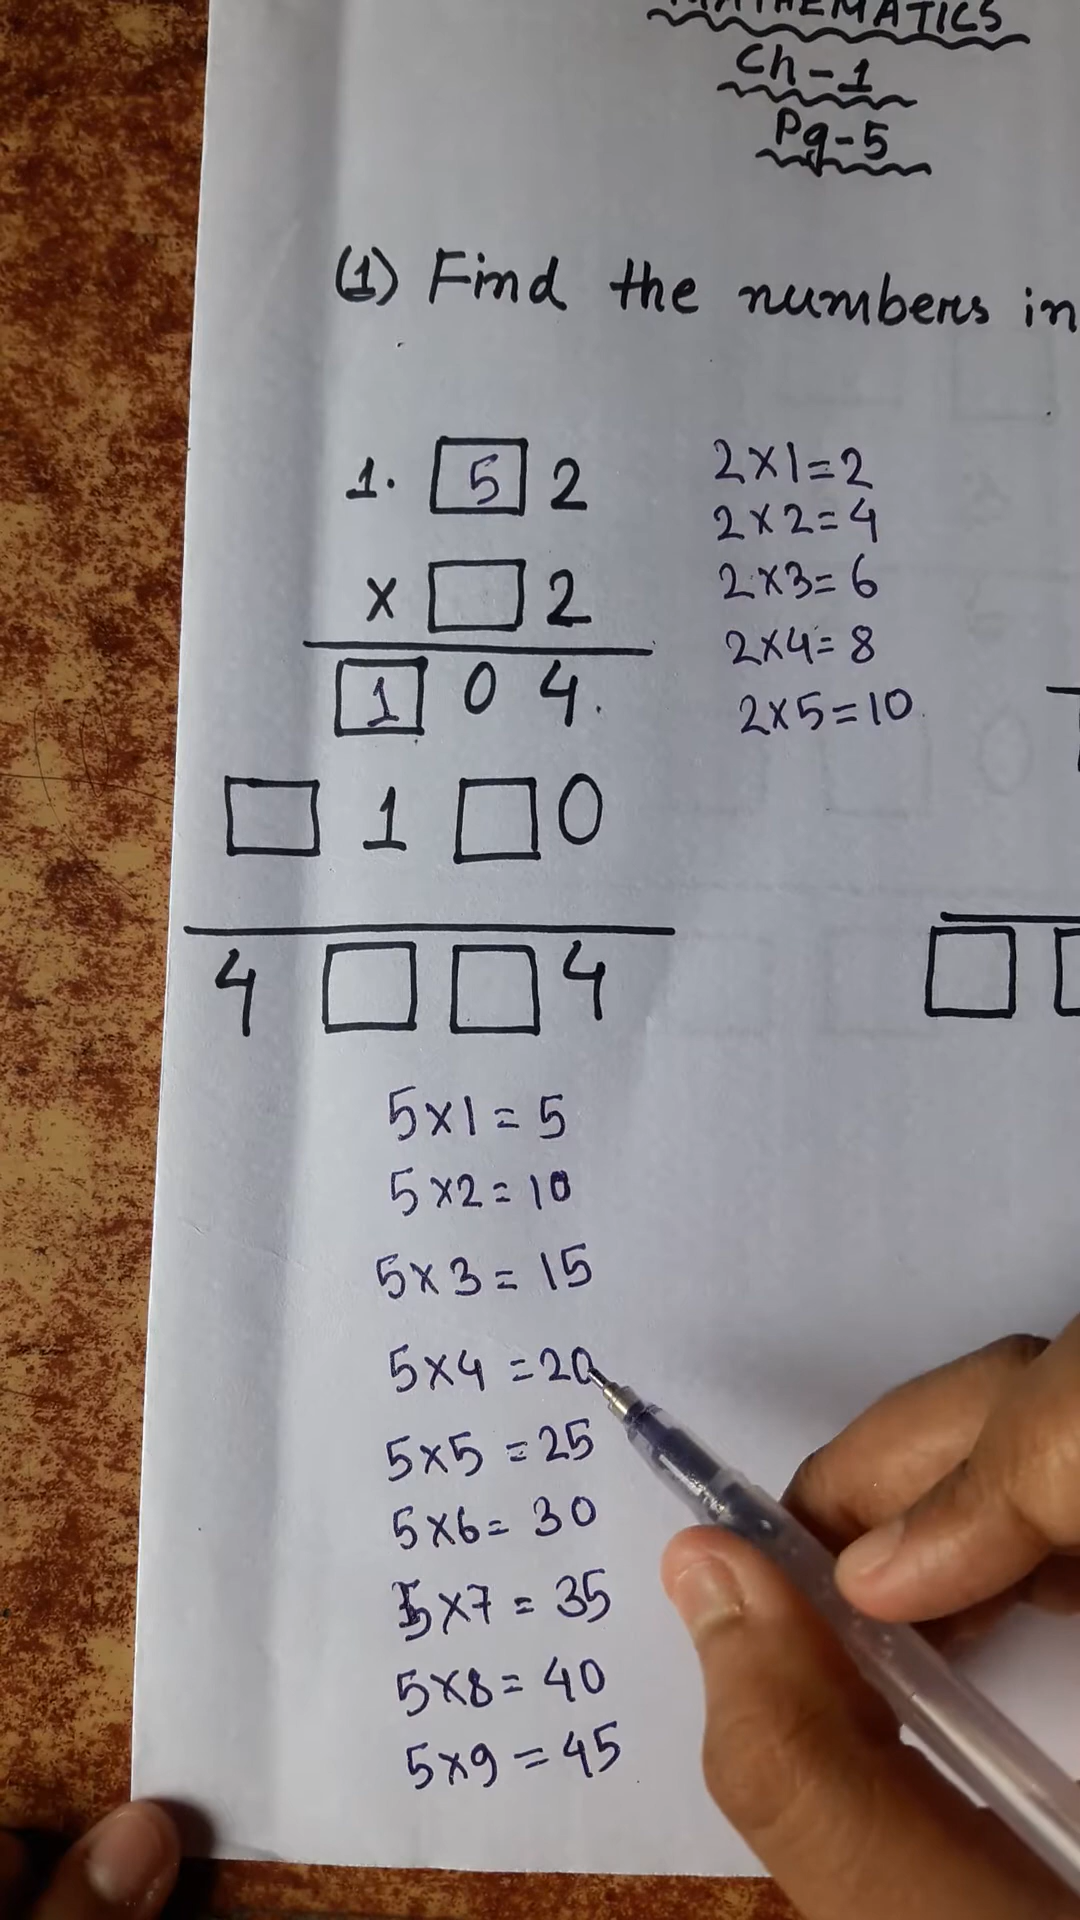 MATHEMATICS
Ch-1
Pg-5
(1) Find the numbers in
1. 5 2
x 2
1 0 4.
1 0
4 4
2x1=2
2x2=4
2x3=6
2x4=8
2x5=10
5x1=5
5x2=10
5x3=15
5x4=20
5x5=25
5x6=30
5x7=35
5x8=40
5x9=45